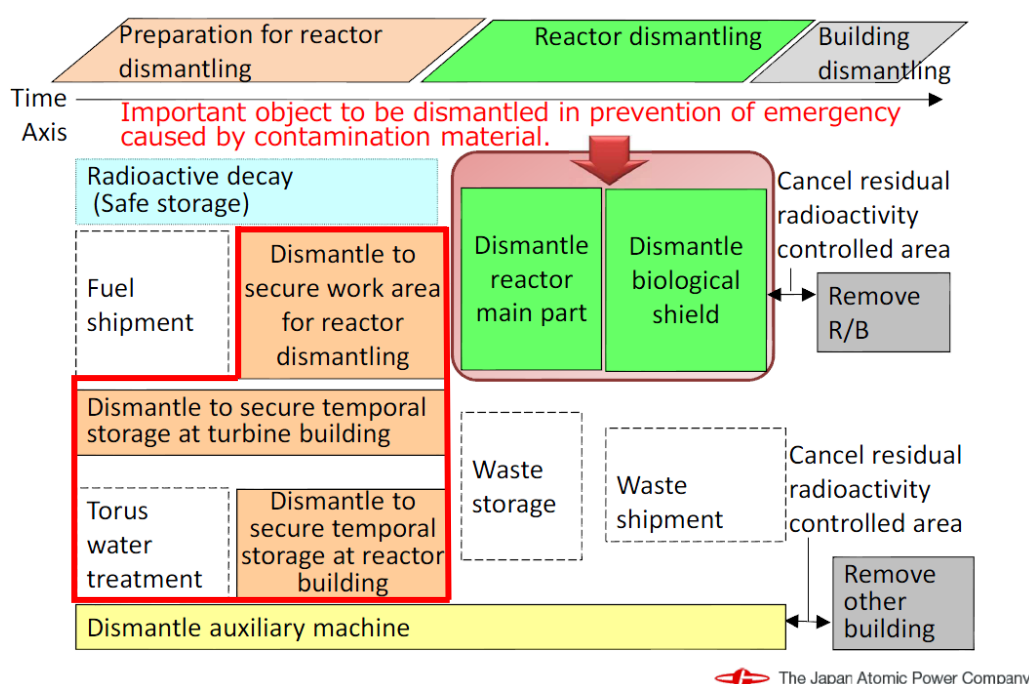 Preparation for reactor
dismantling
Reactor dismantling
Building
dismantling
Time
Axis
Important object to be dismantled in prevention of emergency
caused by contamination material.
Radioactive decay
(Safe storage)
Fuel
shipment
Dismantle to
secure work area
for reactor
dismantling
Dismantle
reactor
main part
Dismantle
biological
shield
Cancel residual
radioactivity
controlled area
Remove
R/B
Dismantle to secure temporal
storage at turbine building
Torus
water
treatment
Dismantle to
secure temporal
storage at reactor
building
Waste
storage
Waste
shipment
Cancel residual
radioactivity
controlled area
Remove
other
building
Dismantle auxiliary machine
The Japan Atomic Power Company